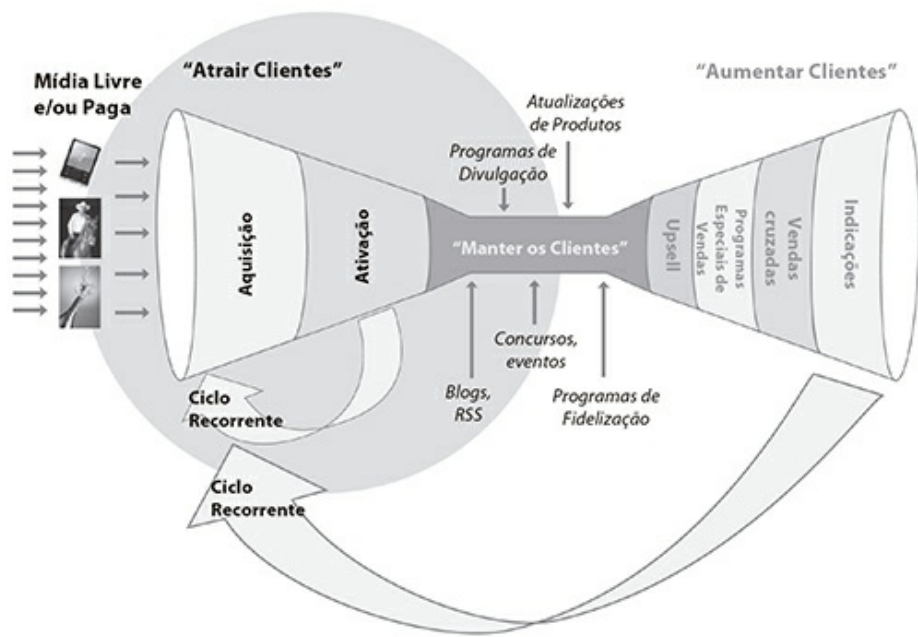 Mídia Livre
e/ou Paga
“Atrair Clientes”
“Aumentar Clientes”
Atualizações
de Produtos
Programas de
Divulgação
Aquisição
Ativação
“Manter os Clientes”
Upsell
Programas
Especiais de
Vendas
Vendas
cruzadas
Indicações
Concursos,
eventos
Blogs,
RSS
Programas de
Fidelização
Ciclo
Recorrente
Ciclo
Recorrente